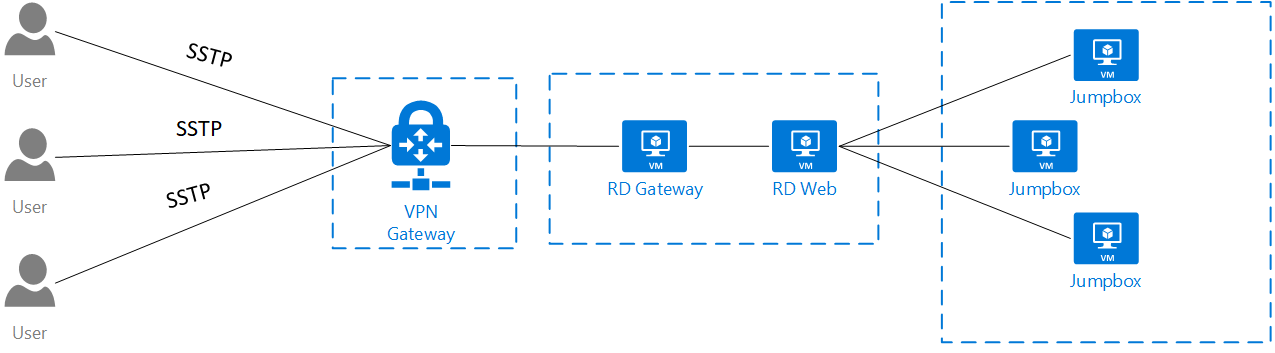 User
User
User
SSTP
SSTP
SSTP
VPN
Gateway
VM
RD Gateway
VM
RD Web
VM
Jumpbox
VM
Jumpbox
VM
Jumpbox